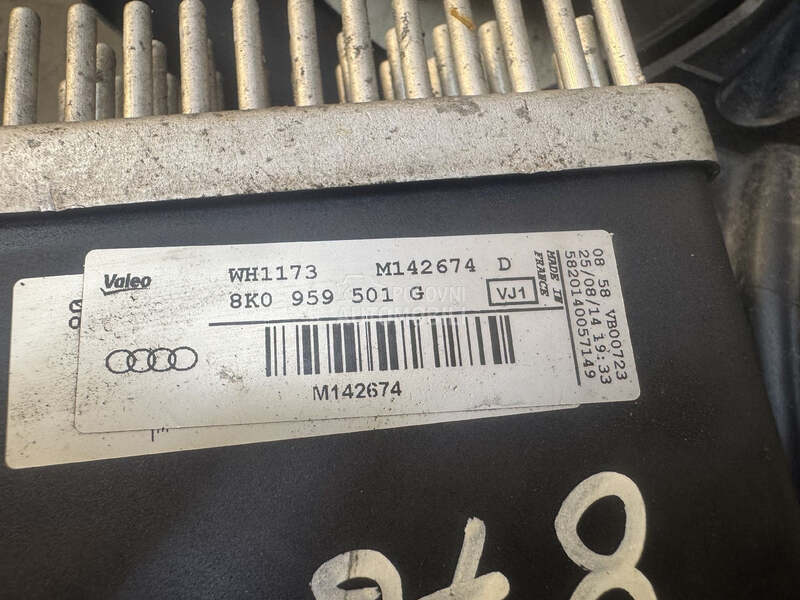 Valeo
WH1173 M142674 D
8K0 959 501 G VJ1
M142674
MADE IN
FRANCE
08 58 VB00723
25/08/14 19:33
5820140057149